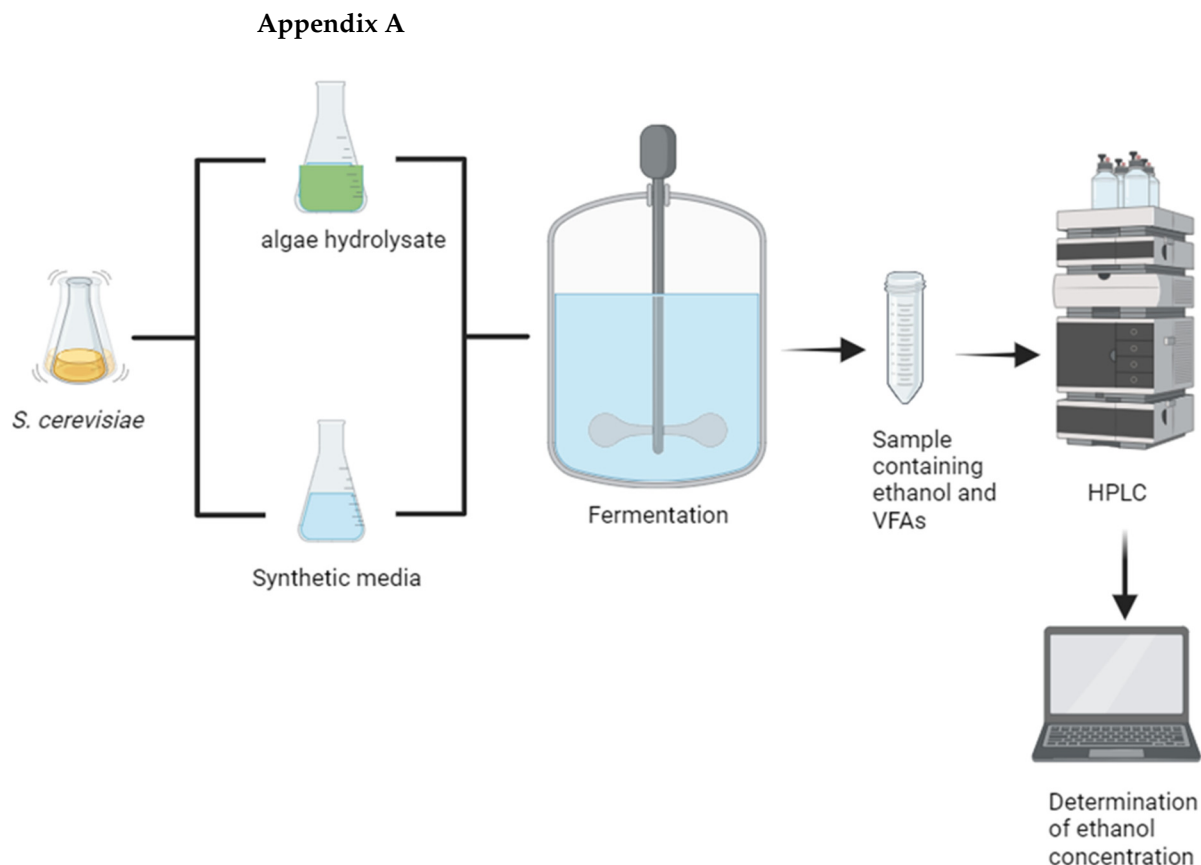 Appendix A
algae hydrolysate
S. cerevisiae
Synthetic media
Fermentation
Sample
containing
ethanol and
VFAs
HPLC
Determination
of ethanol
concentration